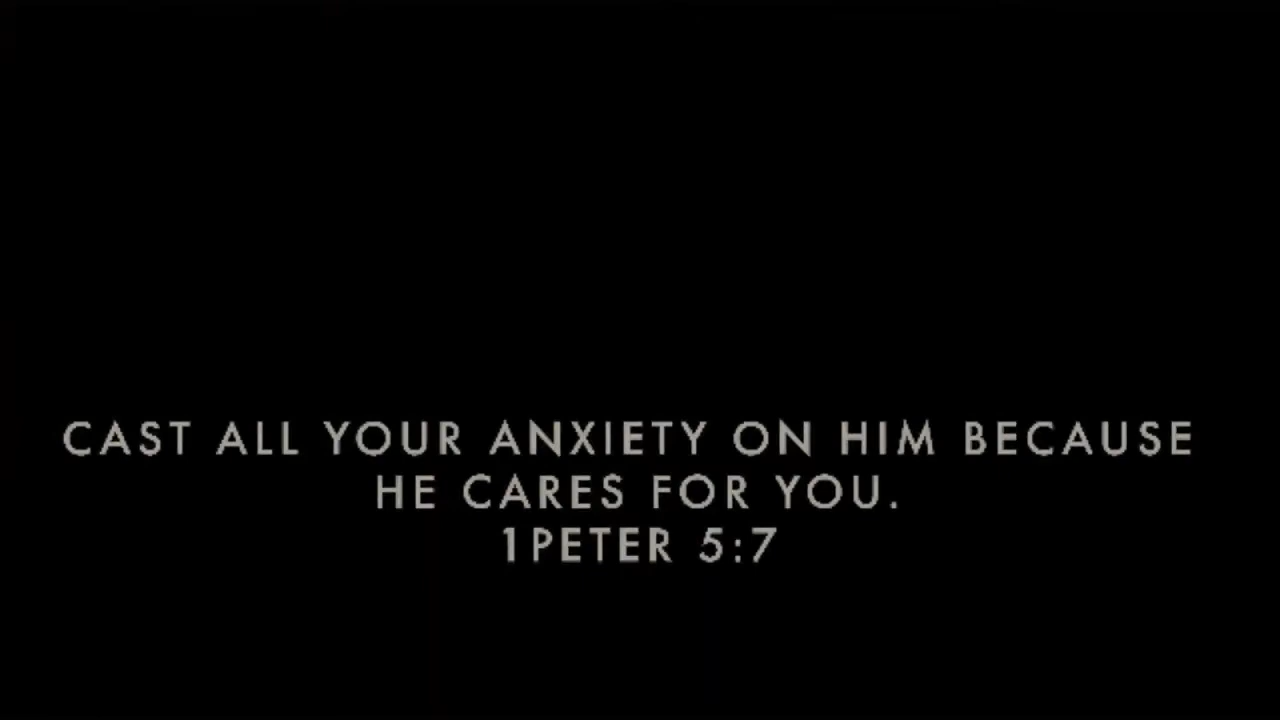 CAST ALL YOUR ANXIETY ON HIM BECAUSE
HE CARES FOR YOU.
1PETER 5:7